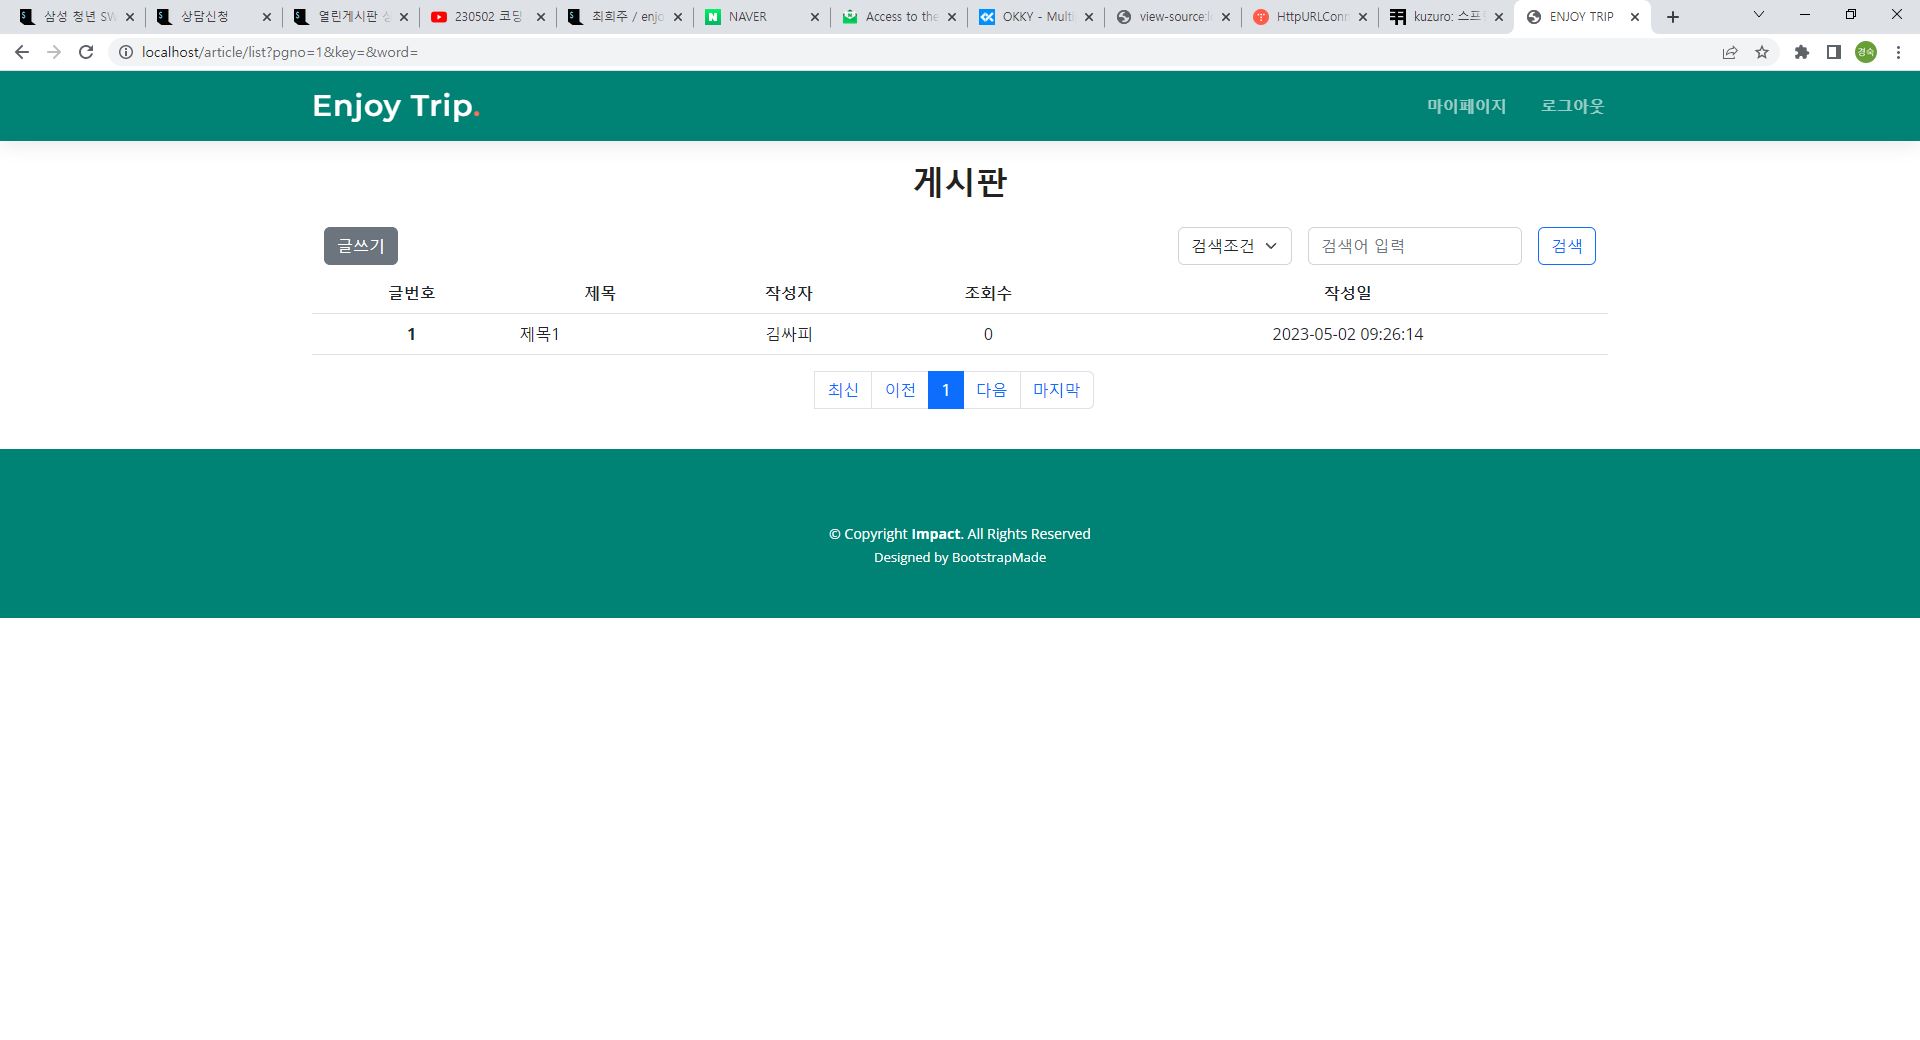 삼성 청년 SW
상담신청
열린게시판
230502 코딩
최희주 / enjo
NAVER
Access to the
OKKY - Multi
view-source:l
HttpURLConn
kuzuro: 스프
ENJOY TRIP
localhost/article/list?pgno=1&key=&word=
경숙
Enjoy Trip.
마이페이지 로그아웃
게시판
글쓰기 검색조건 검색어 입력 검색
글번호 제목 작성자 조회수 작성일
1 제목1 김싸피 0 2023-05-02 09:26:14
최신 이전 1 다음 마지막
© Copyright Impact. All Rights Reserved
Designed by BootstrapMade